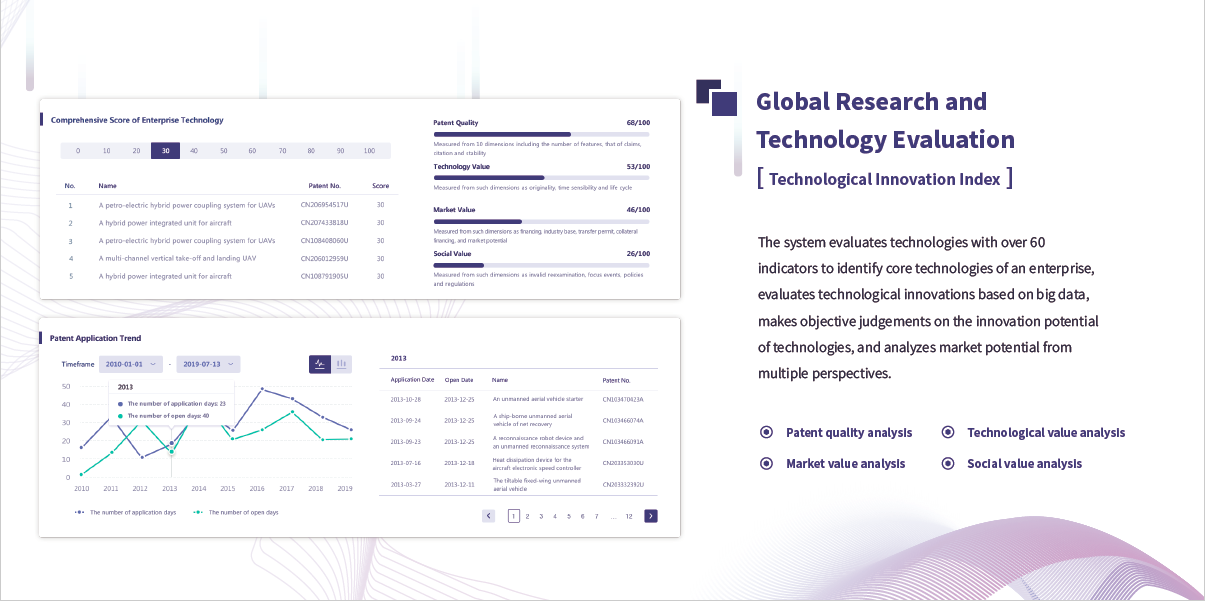 Comprehensive Score of Enterprise Technology
0 10 20 30 40 50 60 70 80 90 100
No. Name Patent No. Score
1 A petro-electric hybrid power coupling system for UAVs CN206954517U 30
2 A hybrid power integrated unit for aircraft CN207433818U 30
3 A petro-electric hybrid power coupling system for UAVs CN108408060U 30
4 A multi-channel vertical take-off and landing UAV CN206012959U 30
5 A hybrid power integrated unit for aircraft CN108791905U 30
Patent Quality 68/100
Measured from 10 dimensions including the number of features, that of claims,
citation and stability
Technology Value 53/100
Measured from such dimensions as originality, time sensibility and life cycle
Market Value 46/100
Measured from such dimensions as financing, industry base, transfer permit, collateral
financing, and market potential
Social Value 26/100
Measured from such dimensions as invalid reexamination, focus events, policies
and regulations
Patent Application Trend
Timeframe 2010-01-01 - 2019-07-13
2013
The number of application days: 23
The number of open days: 40
50
40
30
20
10
0
2010 2011 2012 2013 2014 2015 2016 2017 2018 2019
The number of application days The number of open days
2013
Application Date Open Date Name Patent No.
2013-10-28 2013-12-25 An unmanned aerial vehicle starter CN103470423A
2013-09-24 2013-12-25 A ship-borne unmanned aerial
vehicle of net recovery CN103466074A
2013-09-23 2013-12-25 A reconnaissance robot device and
an unmanned reconnaissance system CN103466091A
2013-07-16 2013-12-18 Heat dissipation device for the
aircraft electronic speed controller CN203353030U
2013-03-27 2013-12-11 The tiltable fixed-wing unmanned
aerial vehicle CN203332392U
1 2 3 4 5 6 7 ... 12
Global Research and
Technology Evaluation
[ Technological Innovation Index ]
The system evaluates technologies with over 60
indicators to identify core technologies of an enterprise,
evaluates technological innovations based on big data,
makes objective judgements on the innovation potential
of technologies, and analyzes market potential from
multiple perspectives.
Patent quality analysis Technological value analysis
Market value analysis Social value analysis